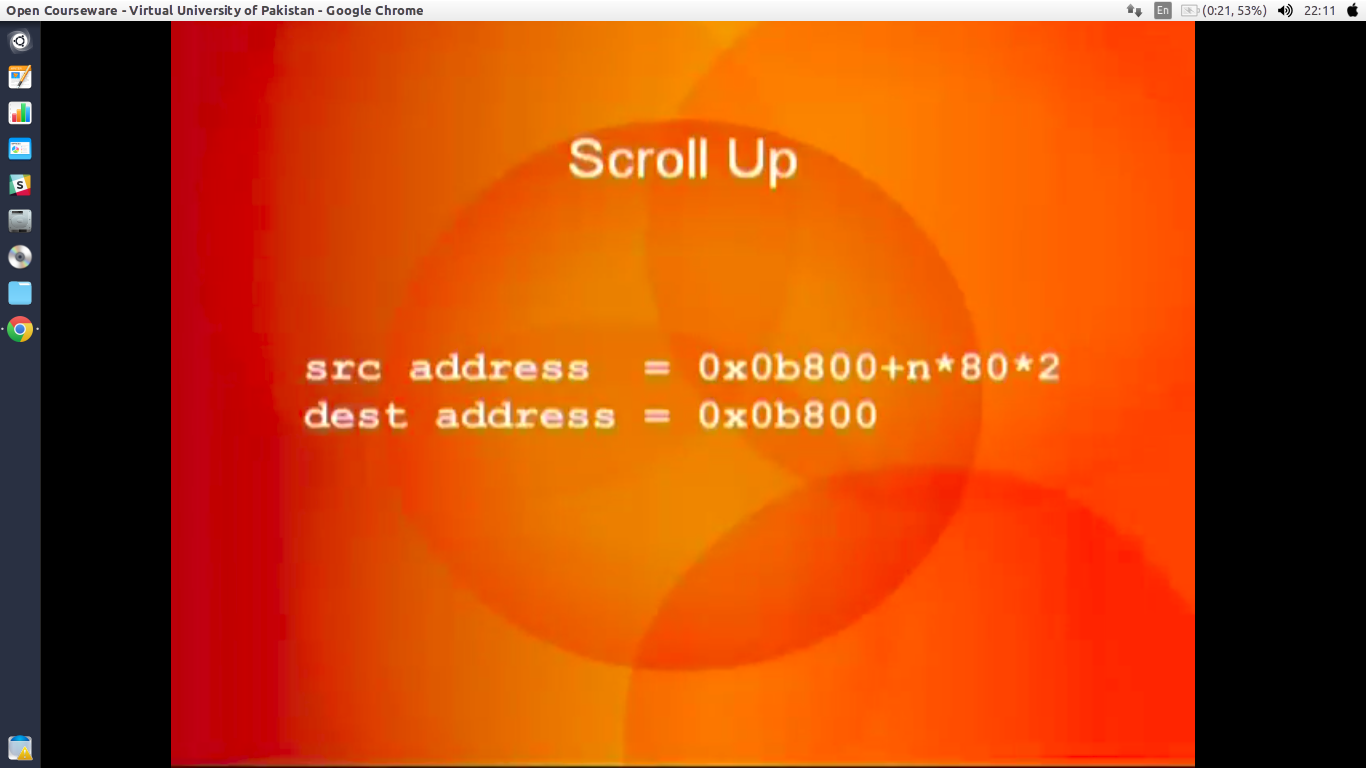 Open Courseware - Virtual University of Pakistan - Google Chrome
En (0:21, 53%) 22:11
Scroll Up
src address = 0x0b800+n*80*2
dest address = 0x0b800
S